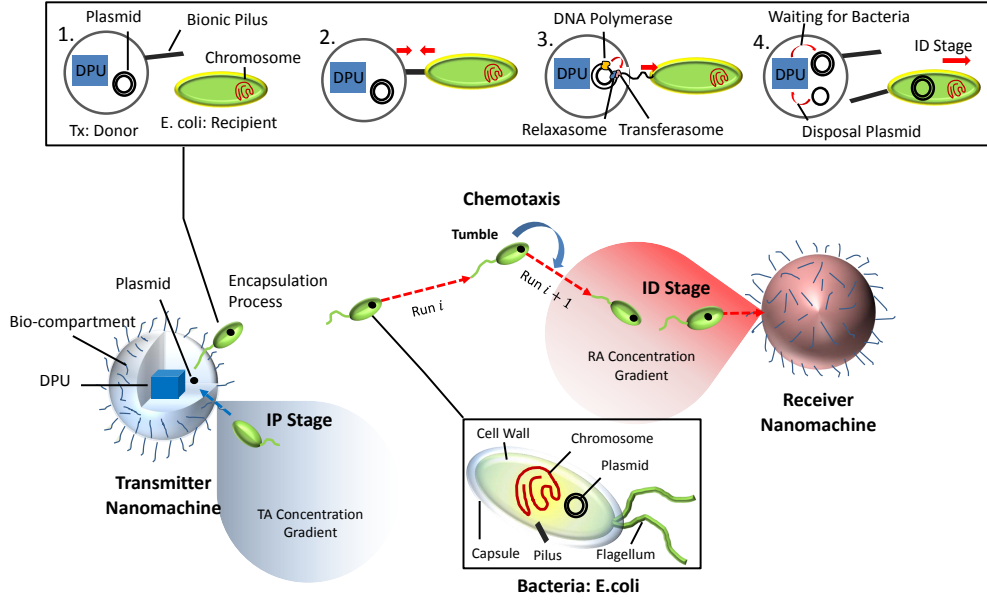 1.
Plasmid
Bionic Pilus
DPU
Chromosome
Tx: Donor
E. coli: Recipient
2.
DPU
3.
DNA Polymerase
DPU
Relaxasome
Transferasome
4.
Waiting for Bacteria
DPU
ID Stage
Disposal Plasmid
Chemotaxis
Tumble
Run i
Run i + 1
ID Stage
RA Concentration
Gradient
Receiver
Nanomachine
Plasmid
Encapsulation
Process
Bio-compartment
DPU
IP Stage
Transmitter
Nanomachine
TA Concentration
Gradient
Cell Wall
Chromosome
Plasmid
Capsule
Pilus
Flagellum
Bacteria: E.coli